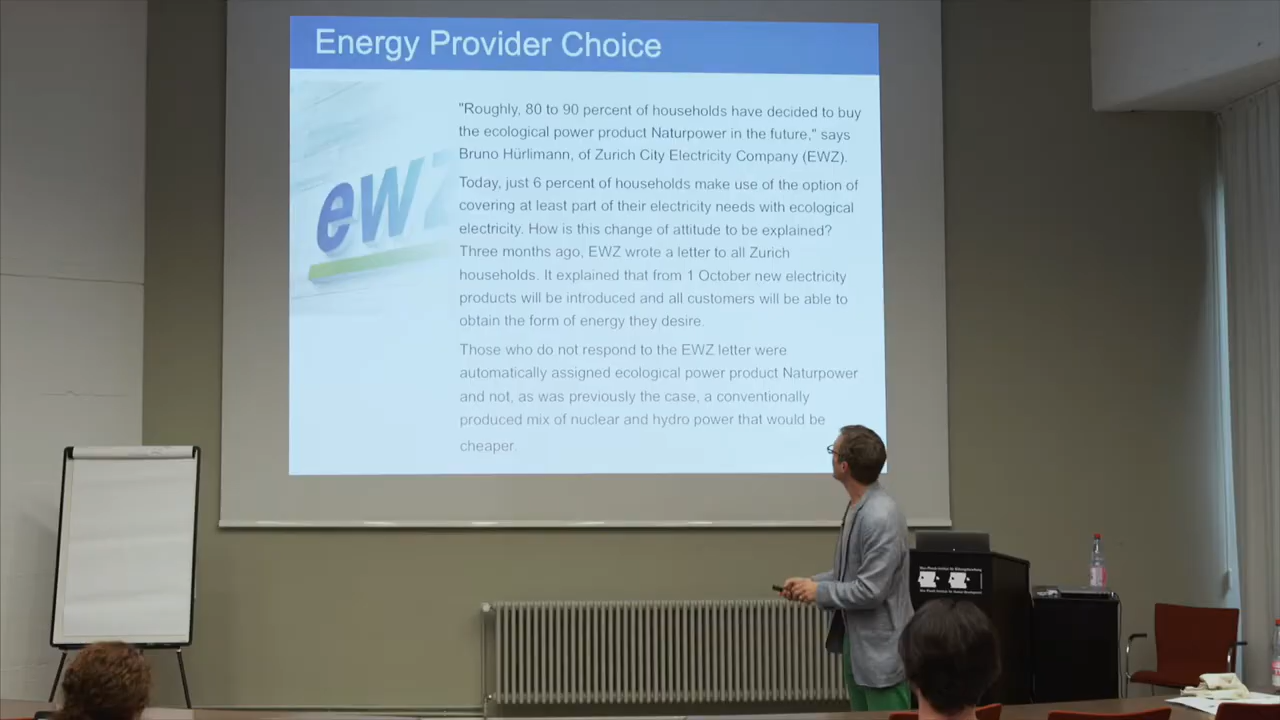 Energy Provider Choice
"Roughly, 80 to 90 percent of households have decided to buy
the ecological power product Naturpower in the future," says
Bruno Hürlimann, of Zurich City Electricity Company (EWZ).
Today, just 6 percent of households make use of the option of
covering at least part of their electricity needs with ecological
electricity. How is this change of attitude to be explained?
Three months ago, EWZ wrote a letter to all Zurich
households. It explained that from 1 October new electricity
products will be introduced and all customers will be able to
obtain the form of energy they desire.
Those who do not respond to the EWZ letter were
automatically assigned ecological power product Naturpower
and not, as was previously the case, a conventionally
produced mix of nuclear and hydro power that would be
cheaper.
ewz
Max-Planck-Institut für Bildungsforschung